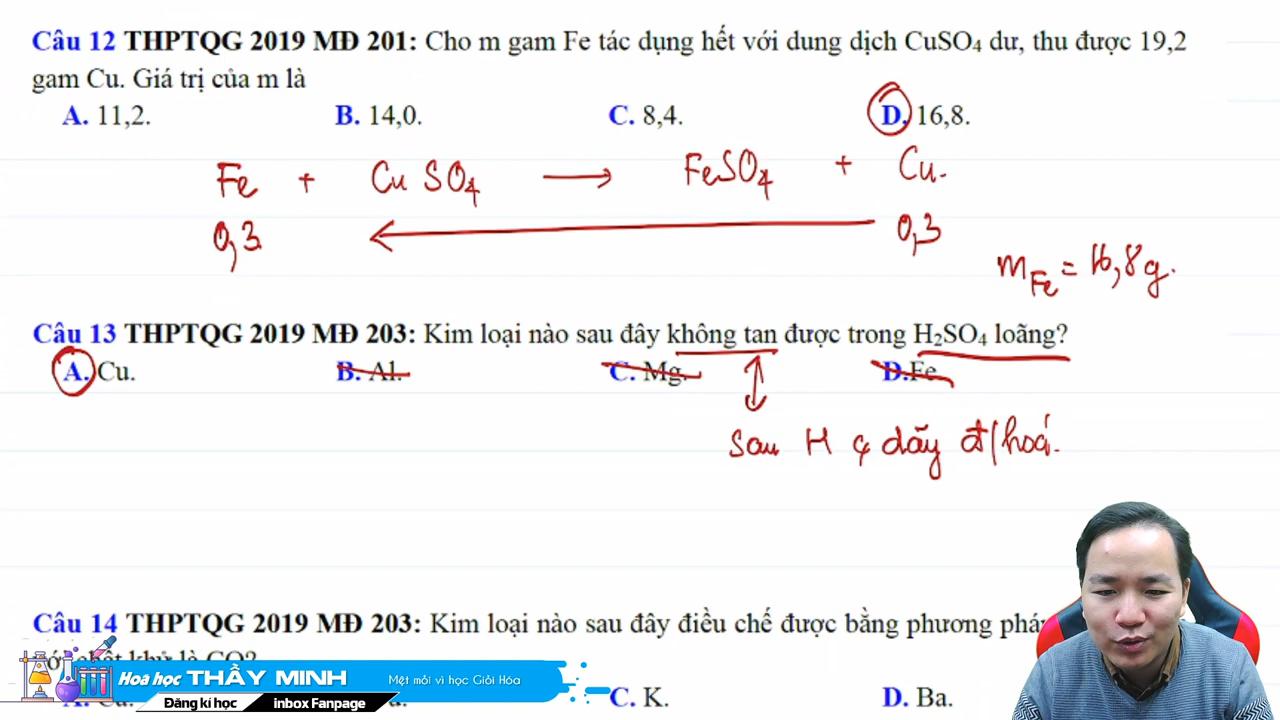 Câu 12 THPTQG 2019 MĐ 201: Cho m gam Fe tác dụng hết với dung dịch CuSO₄ dư, thu được 19,2
gam Cu. Giá trị của m là
A. 11,2. B. 14,0. C. 8,4. D. 16,8.
Fe + CuSO₄ → FeSO₄ + Cu.
0,3 ← 0,3
m Fe = 16,8g.
Câu 13 THPTQG 2019 MĐ 203: Kim loại nào sau đây không tan được trong H₂SO₄ loãng?
A. Cu. B. Al. C. Mg. D. Fe
Sau H dãy đ/hoá.
Câu 14 THPTQG 2019 MĐ 203: Kim loại nào sau đây điều chế được bằng phương
là CO?
C. K. D. Ba.
Hoá học THẦY MINH
Mệt mỏi vì học Giỏi Hóa
Đăng kí học inbox Fanpage